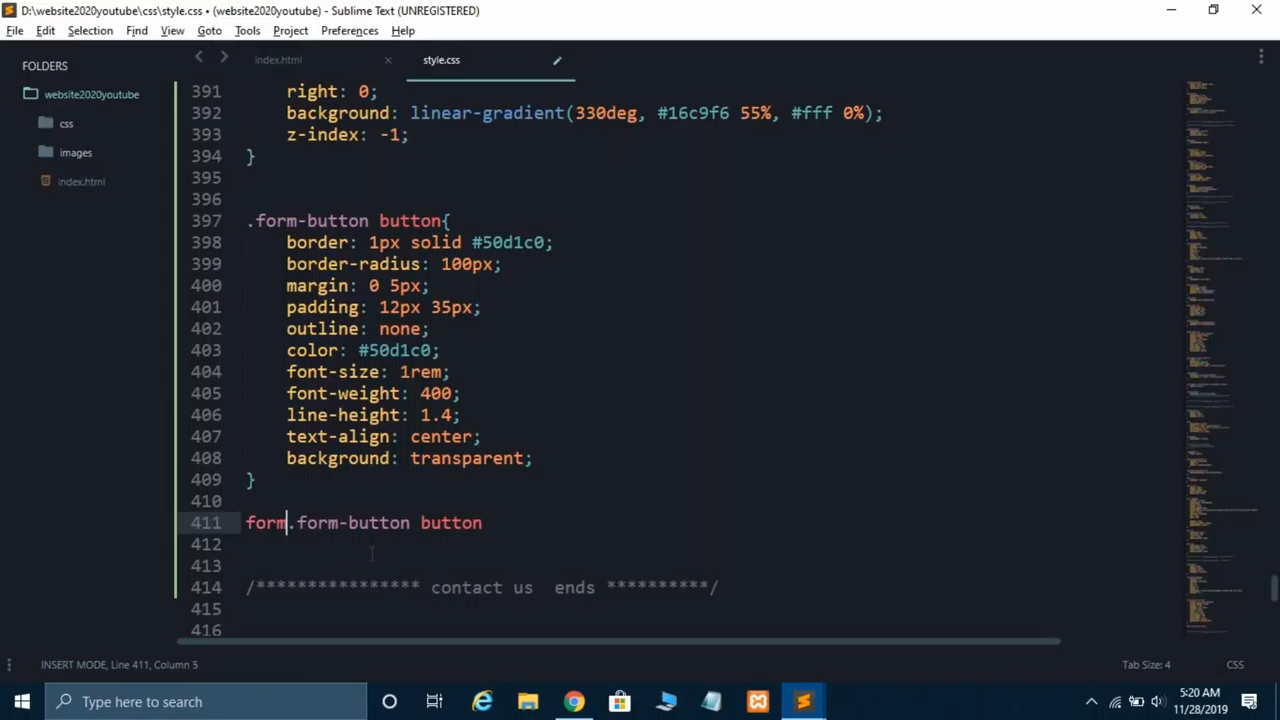 D:\website2020youtube\css\style.css • (website2020youtube) - Sublime Text (UNREGISTERED)
File Edit Selection Find View Goto Tools Project Preferences Help
FOLDERS
website2020youtube
css
images
index.html
index.html style.css
391 right: 0;
392 background: linear-gradient(330deg, #16c9f6 55%, #fff 0%);
393 z-index: -1;
394 }
395
396
397 .form-button button{
398 border: 1px solid #50d1c0;
399 border-radius: 100px;
400 margin: 0 5px;
401 padding: 12px 35px;
402 outline: none;
403 color: #50d1c0;
404 font-size: 1rem;
405 font-weight: 400;
406 line-height: 1.4;
407 text-align: center;
408 background: transparent;
409 }
410
411 form.form-button button
412
413
414 /**************** contact us  ends **********/
415
416
INSERT MODE, Line 411, Column 5 Tab Size: 4 CSS
Type here to search
5:20 AM
11/28/2019